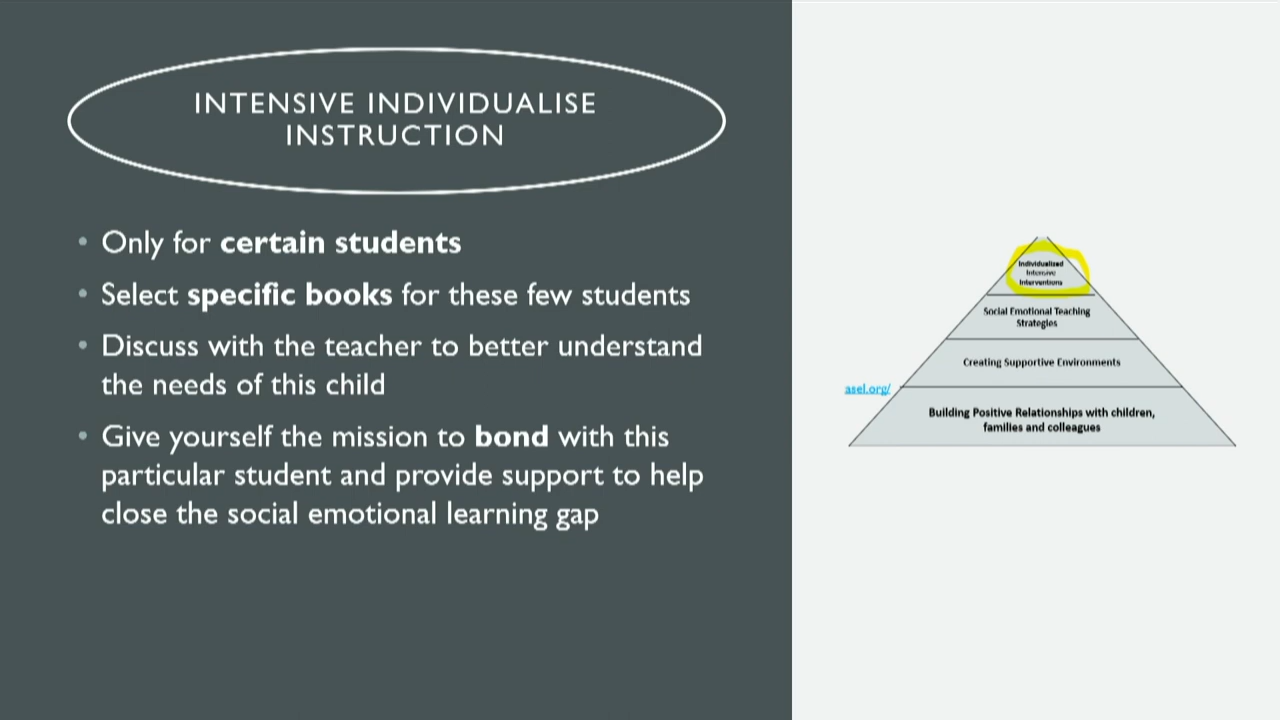 INTENSIVE INDIVIDUALISE
INSTRUCTION
• Only for certain students
• Select specific books for these few students
• Discuss with the teacher to better understand
the needs of this child
• Give yourself the mission to bond with this
particular student and provide support to help
close the social emotional learning gap
Individualized
Intensive
Interventions
Social Emotional Teaching
Strategies
Creating Supportive Environments
asel.org/
Building Positive Relationships with children,
families and colleagues